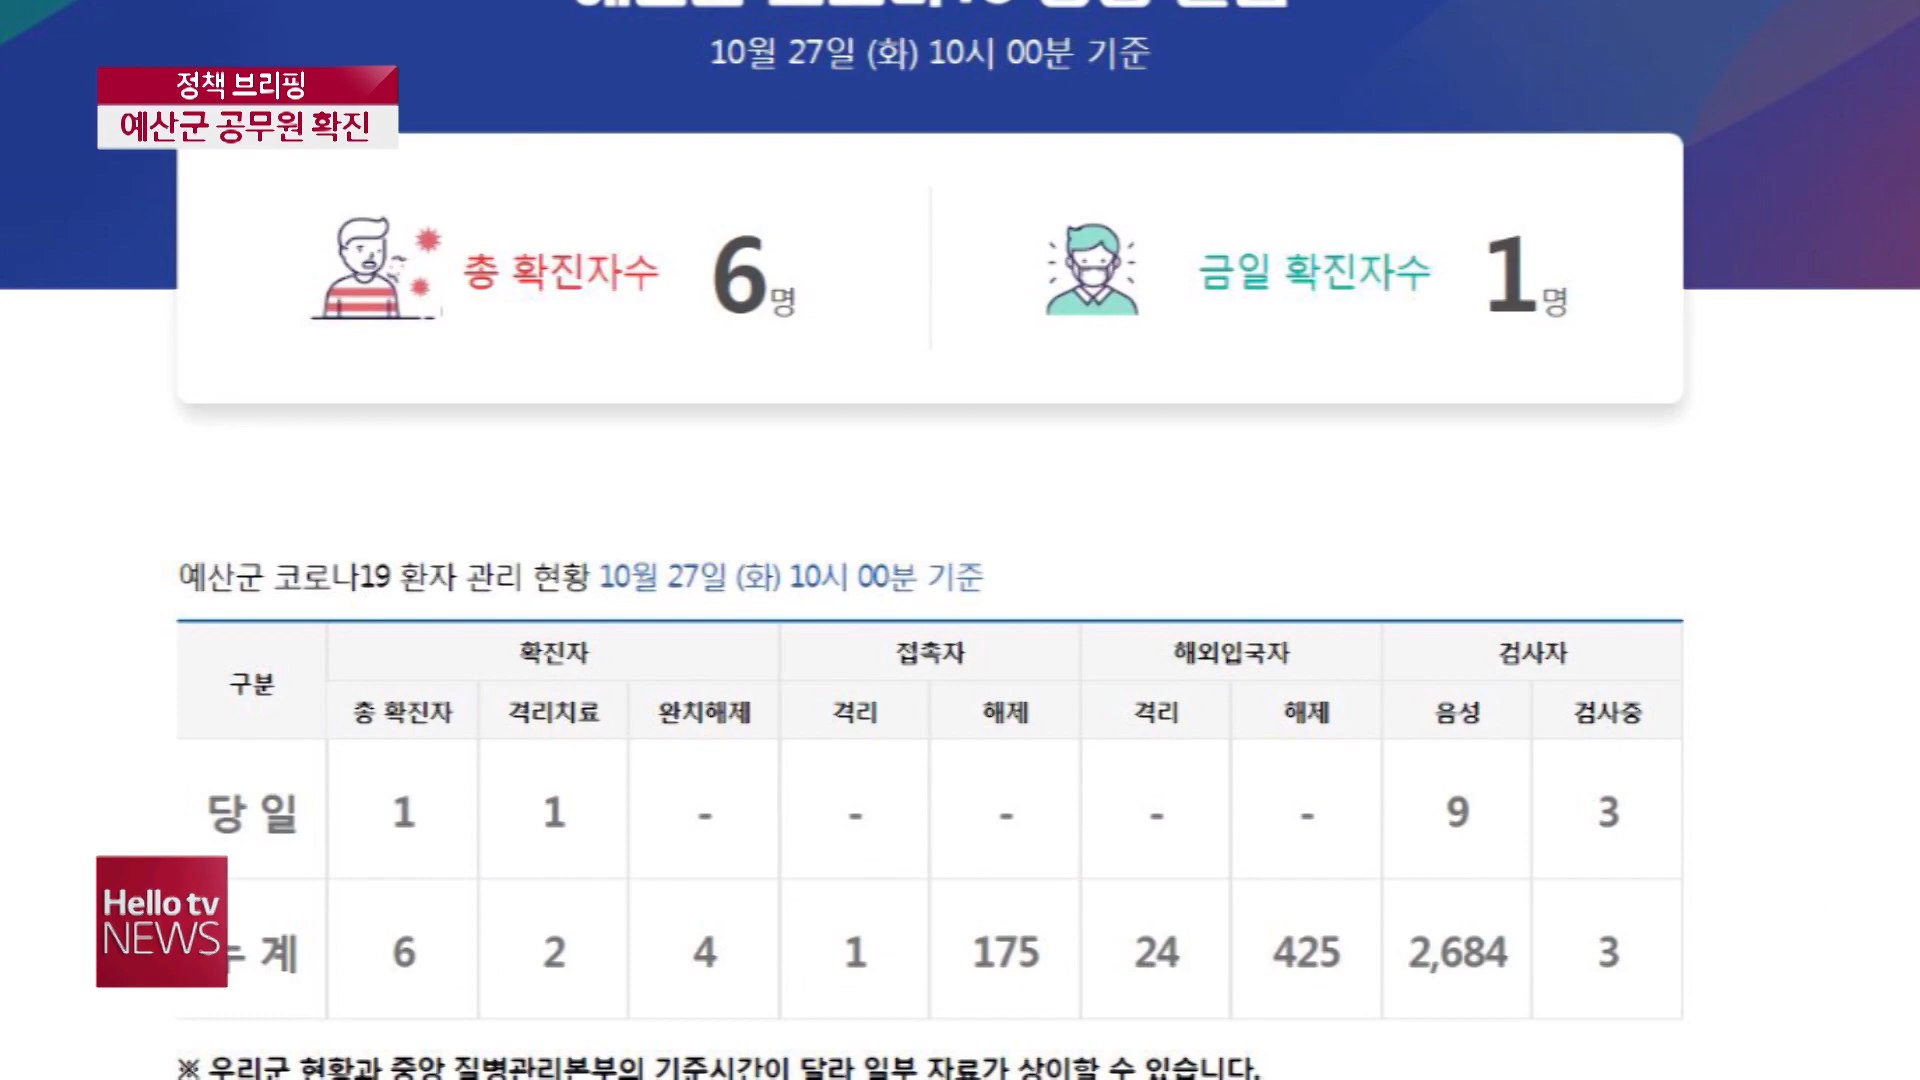 10월 27일 (화) 10시 00분 기준
정책 브리핑
예산군 공무원 확진
총 확진자수 6명
금일 확진자수 1명
예산군 코로나19 환자 관리 현황 10월 27일 (화) 10시 00분 기준
구분 확진자 접촉자 해외입국자 검사자
총 확진자 격리치료 완치해제 격리 해제 격리 해제 음성 검사중
당 일 1 1 - - - - - 9 3
계 6 2 4 1 175 24 425 2,684 3
Hello tv
NEWS
※ 우리군 현황과 중앙 질병관리본부의 기준시간이 달라 일부 자료가 상이할 수 있습니다.